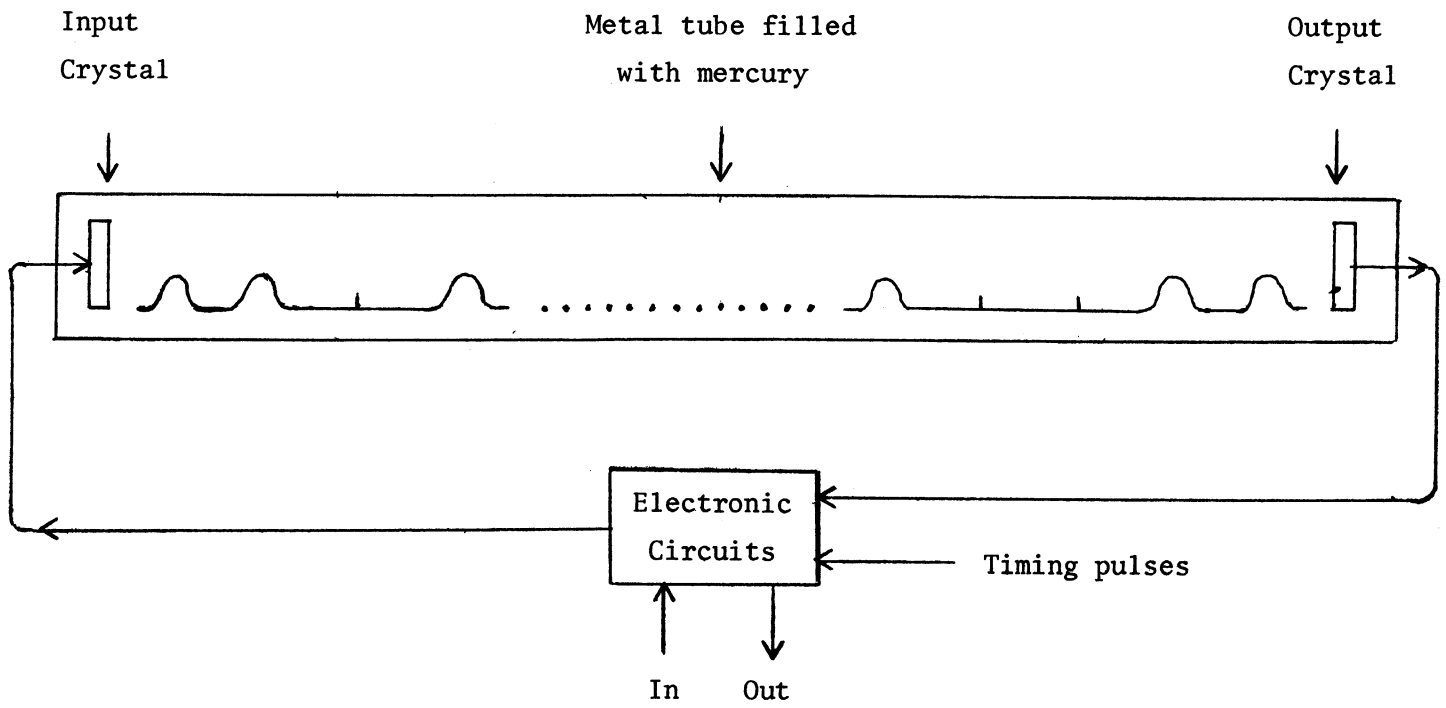 Input
Crystal
Metal tube filled
with mercury
Output
Crystal
Electronic
Circuits
Timing pulses
In
Out